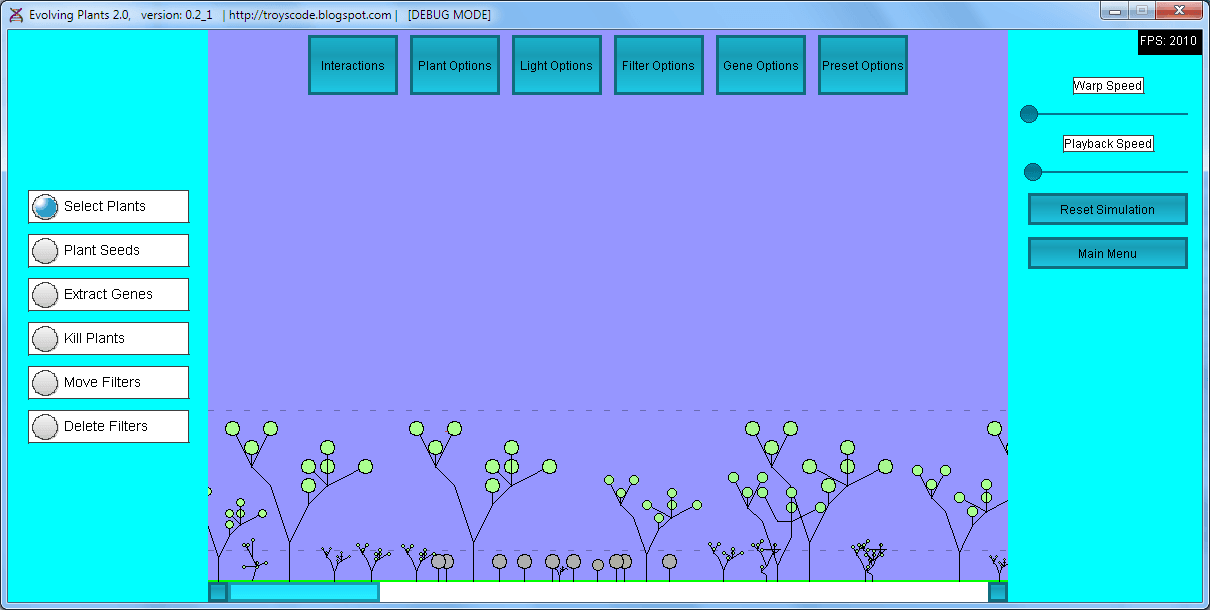 Evolving Plants 2.0,   version: 0.2_1   | http://troyscode.blogspot.com |   [DEBUG MODE]
FPS: 2010
Interactions
Plant Options
Light Options
Filter Options
Gene Options
Preset Options
Warp Speed
Playback Speed
Reset Simulation
Main Menu
Select Plants
Plant Seeds
Extract Genes
Kill Plants
Move Filters
Delete Filters